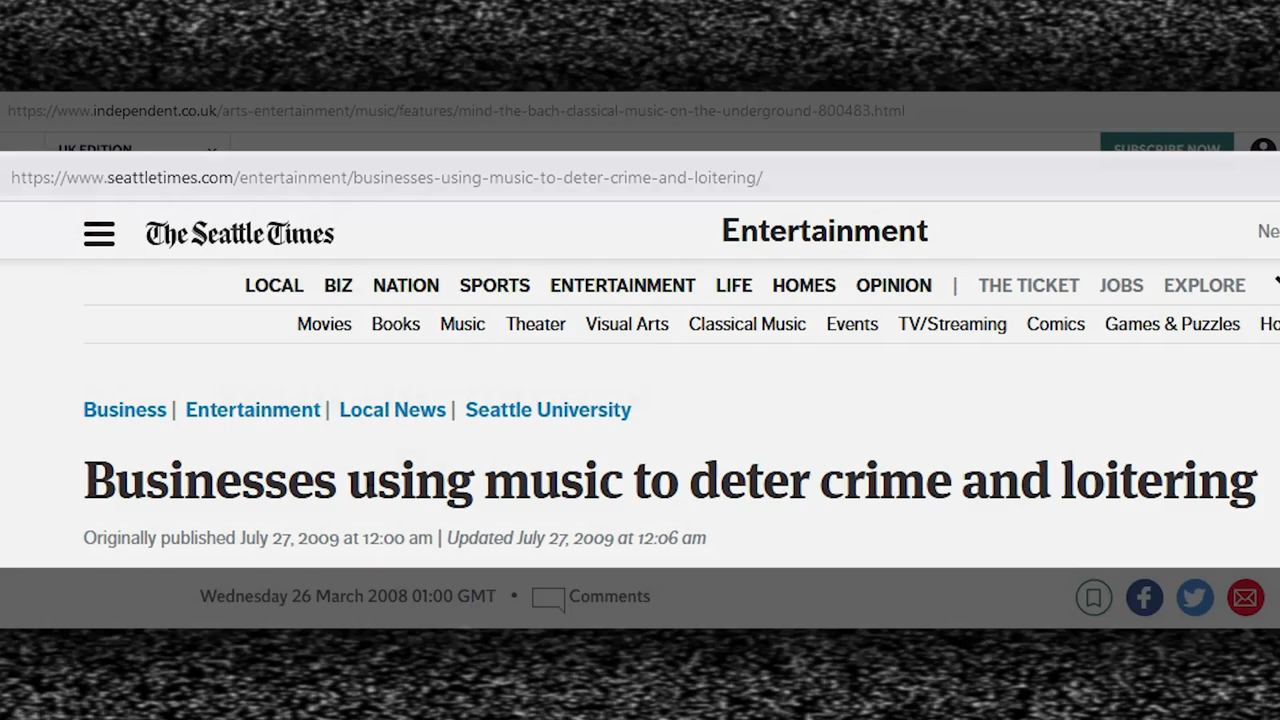 https://www.independent.co.uk/arts-entertainment/music/features/mind-the-bach-classical-music-on-the-underground-800483.html
UK EDITION SUBSCRIBE NOW
https://www.seattletimes.com/entertainment/businesses-using-music-to-deter-crime-and-loitering/
The Seattle Times Entertainment
LOCAL BIZ NATION SPORTS ENTERTAINMENT LIFE HOMES OPINION | THE TICKET JOBS EXPLORE
Movies Books Music Theater Visual Arts Classical Music Events TV/Streaming Comics Games & Puzzles
Business | Entertainment | Local News | Seattle University
Businesses using music to deter crime and loitering
Originally published July 27, 2009 at 12:00 am | Updated July 27, 2009 at 12:06 am
Wednesday 26 March 2008 01:00 GMT • Comments